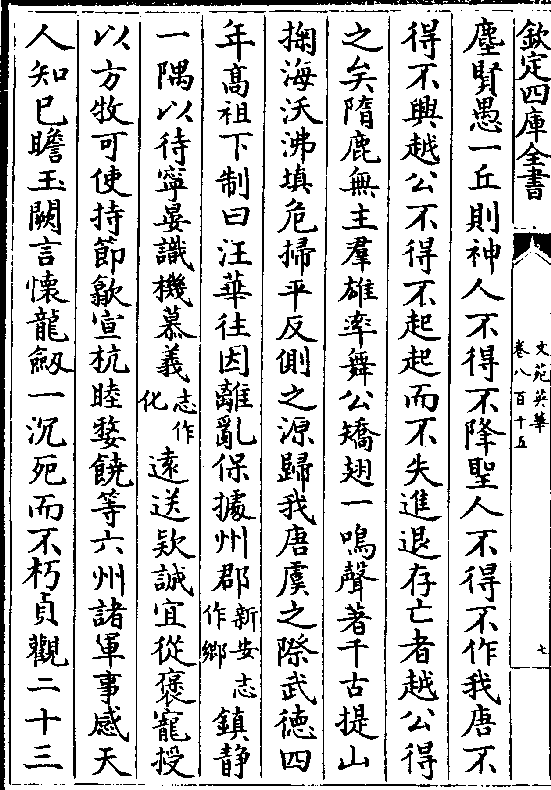 欽定四庫全書
文苑英華
卷八百十五
七
塵賢愚一丘則神人不得不降聖人不得不作我唐不
得不興越公不得不起起而不失進退存亡者越公得
之矣隋鹿無主羣雄率舞公矯翅一鳴聲著千古提山
掬海沃沸填危掃平反側之源歸我唐虞之際武德四
年髙祖下制曰汪華往因離亂保據州郡新安志作鄉鎮静
一隅以待寧晏識機慕義志作化逺送欵誠宜從褒寵授
以方牧可使持節歙宣杭睦婺饒等六州諸軍事感天
人知已瞻玉闕言懷龍劔一沉死而不朽貞觀二十三